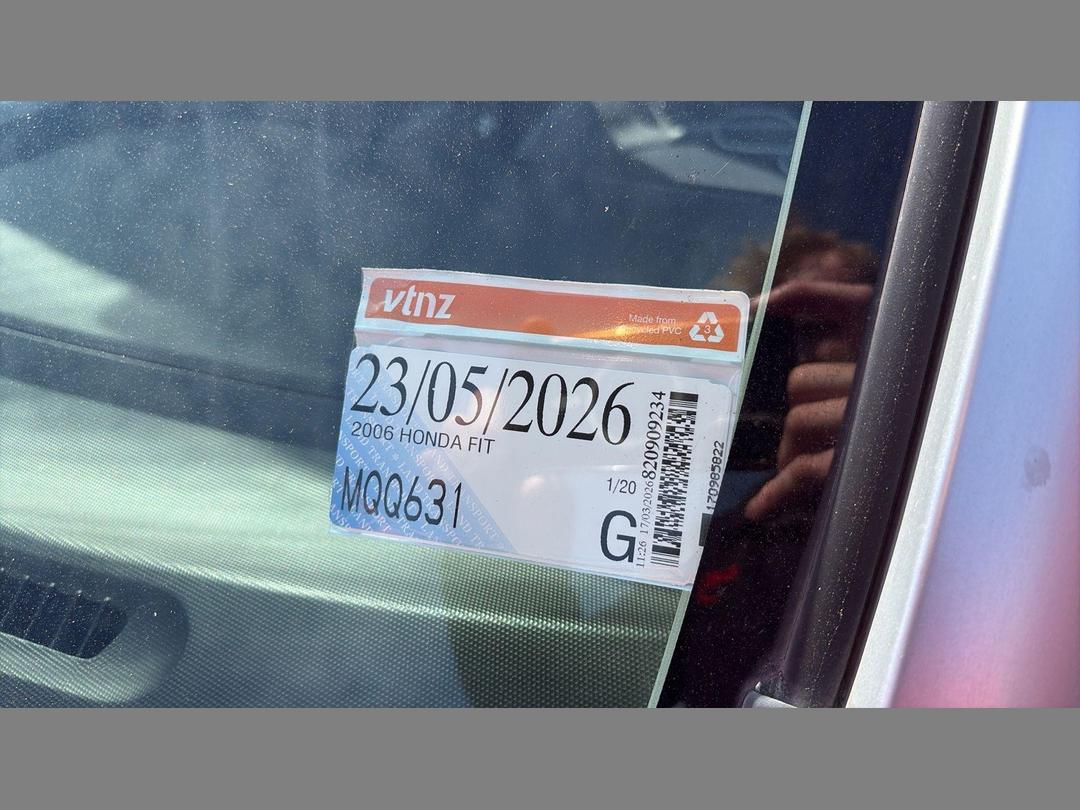 vtnz
Made from
recycled PVC
3
23/05/2026
2006 HONDA FIT
MQQ631
1/20
G
11:26 17/03/2026 820909234
170985822